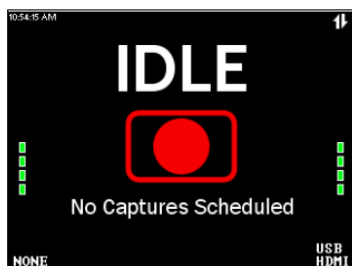 10:54:15 AM
IDLE
No Captures Scheduled
USB
NONE HDMI